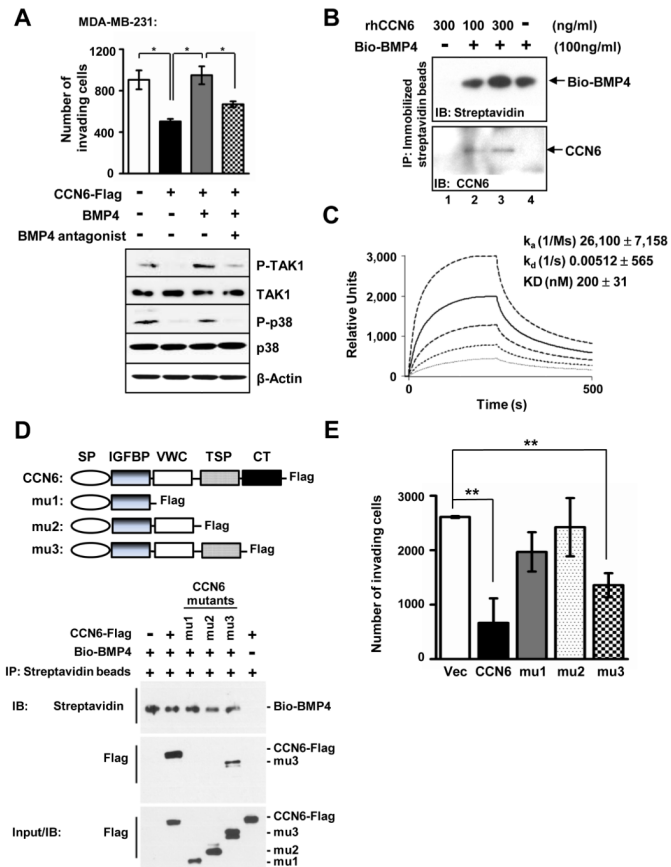 A
MDA-MB-231:
Number of
invading cells
1200
800
400
0
* * *
CCN6-Flag - + + +
BMP4 - - + +
BMP4 antagonist - - - +
P-TAK1
TAK1
P-p38
p38
β-Actin
B
rhCCN6 300 100 300 - (ng/ml)
Bio-BMP4 - + + + (100ng/ml)
IP: Immobilized
streptavidin beads
Bio-BMP4
IB: Streptavidin
CCN6
IB: CCN6
1 2 3 4
C
ka (1/Ms) 26,100 ± 7,158
kd (1/s) 0.00512 ± 565
KD (nM) 200 ± 31
Relative Units
3,000
2,000
1,000
0
0 500
Time (s)
D
SP IGFBP VWC TSP CT
CCN6: Flag
mu1: Flag
mu2: Flag
mu3: Flag
CCN6
mutants
CCN6-Flag - + mu1 mu2 mu3 +
Bio-BMP4 + + + + + -
IP: Streptavidin beads + + + + + +
IB: Streptavidin - Bio-BMP4
Flag
- CCN6-Flag
- mu3
Input/IB: Flag
- CCN6-Flag
- mu3
- mu2
- mu1
E
**
**
Number of invading cells
3000
2000
1000
0
Vec CCN6 mu1 mu2 mu3